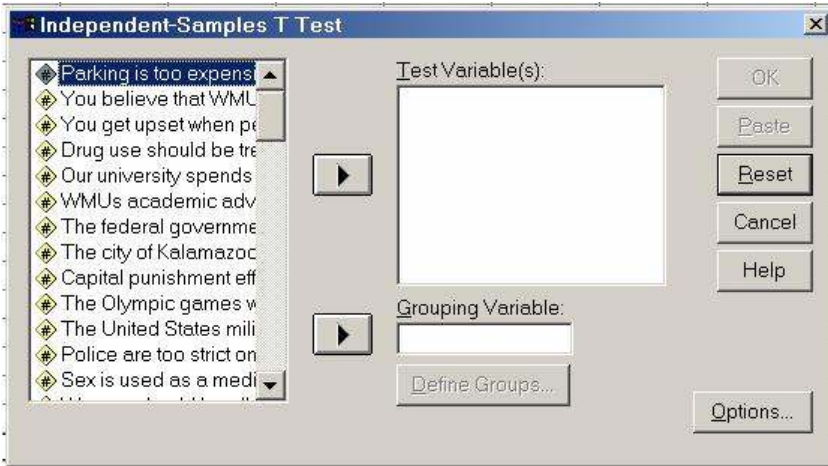 Independent-Samples T Test
Parking is too expensi
You believe that WMU
You get upset when pe
Drug use should be tre
Our university spends
WMUs academic adv
The federal governme
The city of Kalamazoo
Capital punishment eff
The Olympic games w
The United States mili
Police are too strict on
Sex is used as a medi
Test Variable(s):
Grouping Variable:
Define Groups...
OK
Paste
Reset
Cancel
Help
Options...